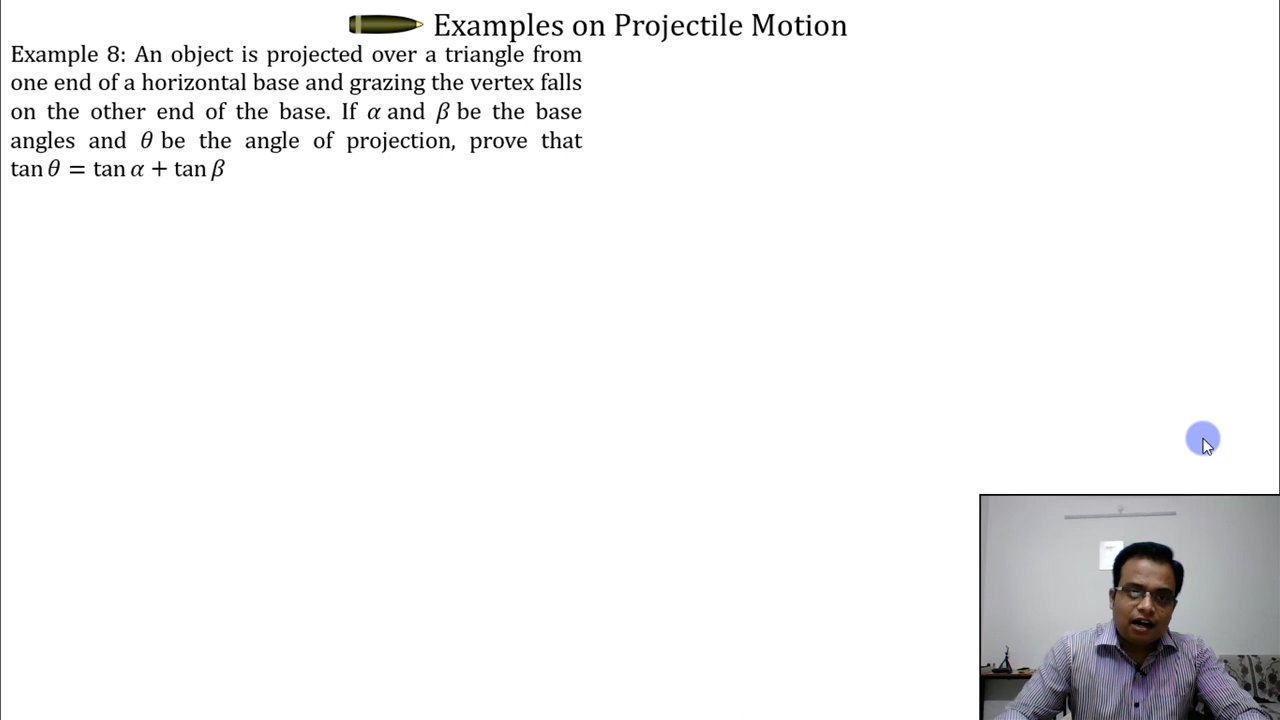 Examples on Projectile Motion
Example 8: An object is projected over a triangle from
one end of a horizontal base and grazing the vertex falls
on the other end of the base. If α and β be the base
angles and θ be the angle of projection, prove that
tan θ = tan α + tan β